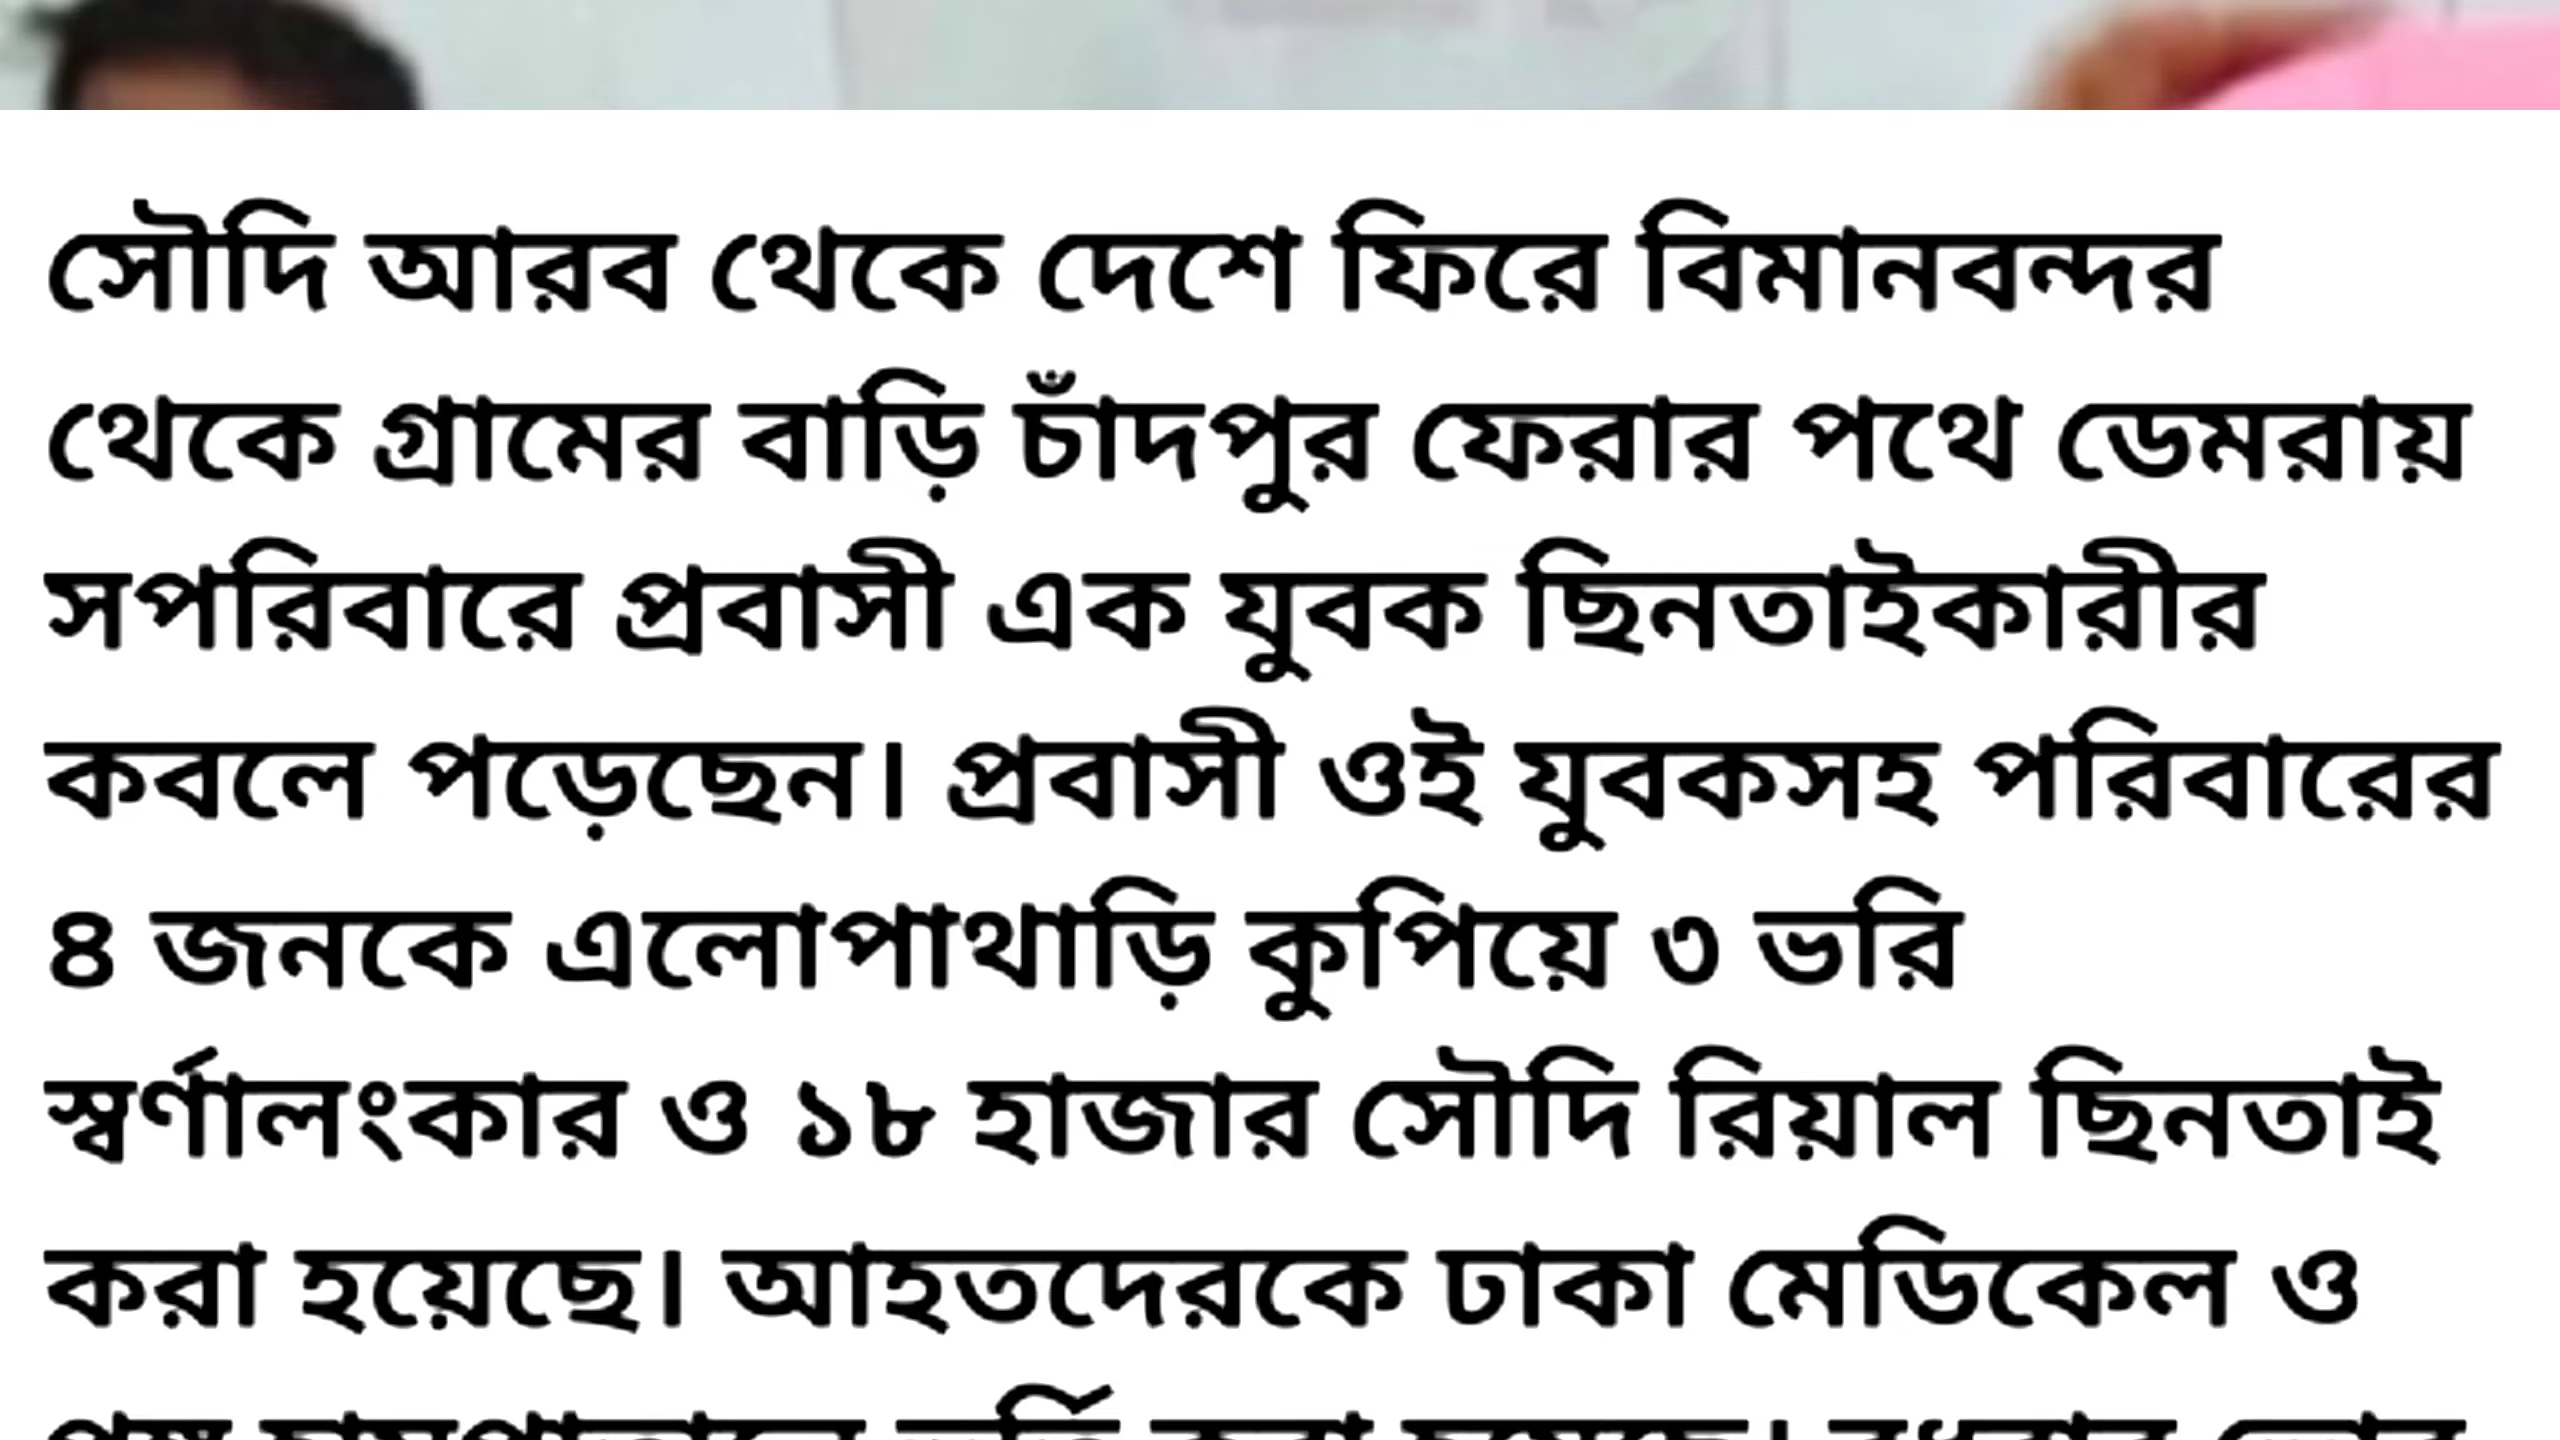 সৌদি আরব থেকে দেশে ফিরে বিমানবন্দর
থেকে গ্রামের বাড়ি চাঁদপুর ফেরার পথে ডেমরায়
সপরিবারে প্রবাসী এক যুবক ছিনতাইকারীর
কবলে পড়েছেন। প্রবাসী ওই যুবকসহ পরিবারের
৪ জনকে এলোপাথাড়ি কুপিয়ে ৩ ভরি
স্বর্ণালংকার ও ১৮ হাজার সৌদি রিয়াল ছিনতাই
করা হয়েছে। আহতদেরকে ঢাকা মেডিকেল ও